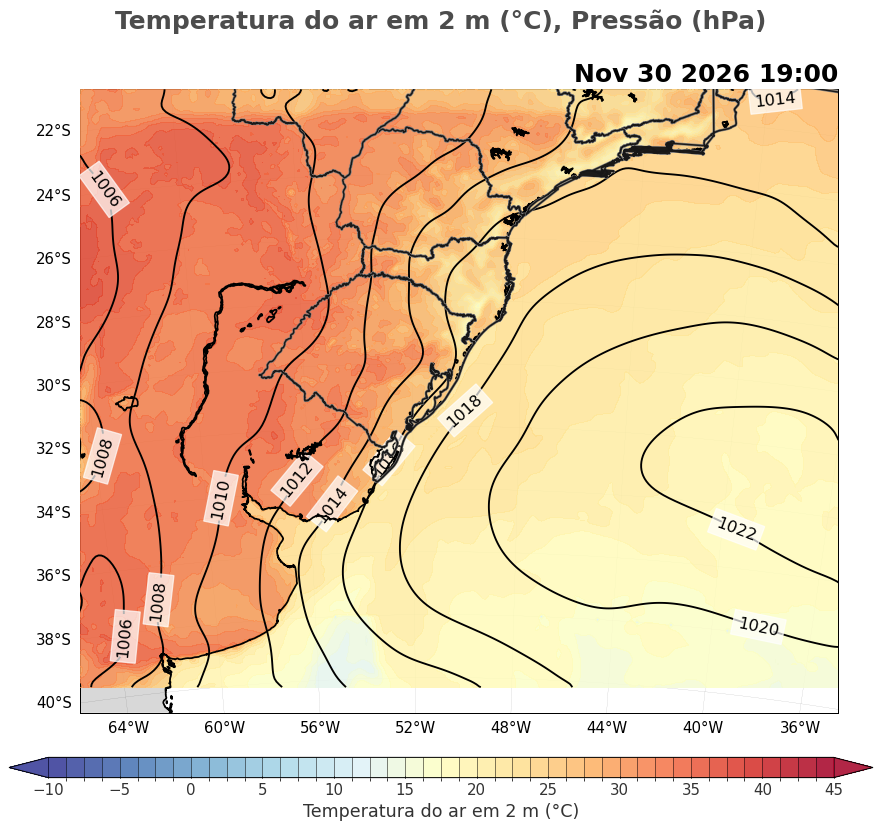 Temperatura do ar em 2 m (°C), Pressão (hPa)
Nov 30 2026 19:00
1014
22°S
1006
24°S
26°S
28°S
30°S
1018
1008
32°S
1016
1012
1010
1014
34°S
1022
36°S
1008
1006
1020
38°S
40°S
64°W 60°W 56°W 52°W 48°W 44°W 40°W 36°W
−10 −5 0 5 10 15 20 25 30 35 40 45
Temperatura do ar em 2 m (°C)